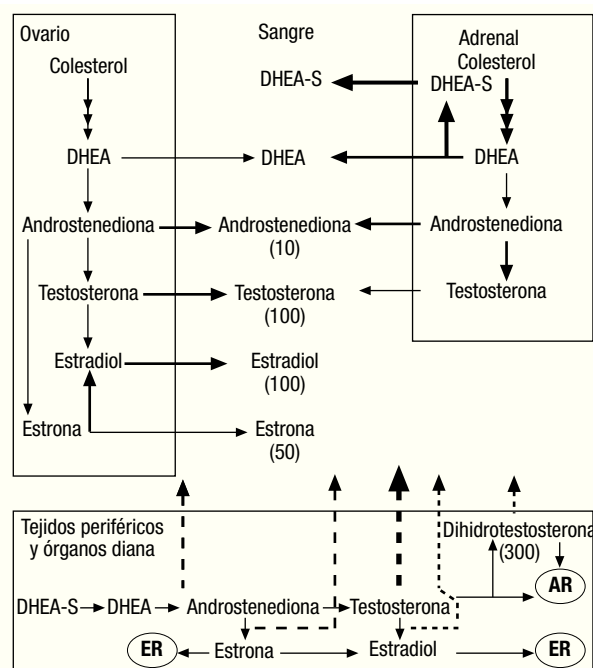 Ovario
Colesterol
DHEA
Androstenediona
Testosterona
Estradiol
Estrona
Sangre
DHEA-S
DHEA
Androstenediona
(10)
Testosterona
(100)
Estradiol
(100)
Estrona
(50)
Adrenal
Colesterol
DHEA-S
DHEA
Androstenediona
Testosterona
Tejidos periféricos
y órganos diana
Dihidrotestosterona
(300)
AR
DHEA-S DHEA Androstenediona Testosterona
ER Estrona Estradiol ER